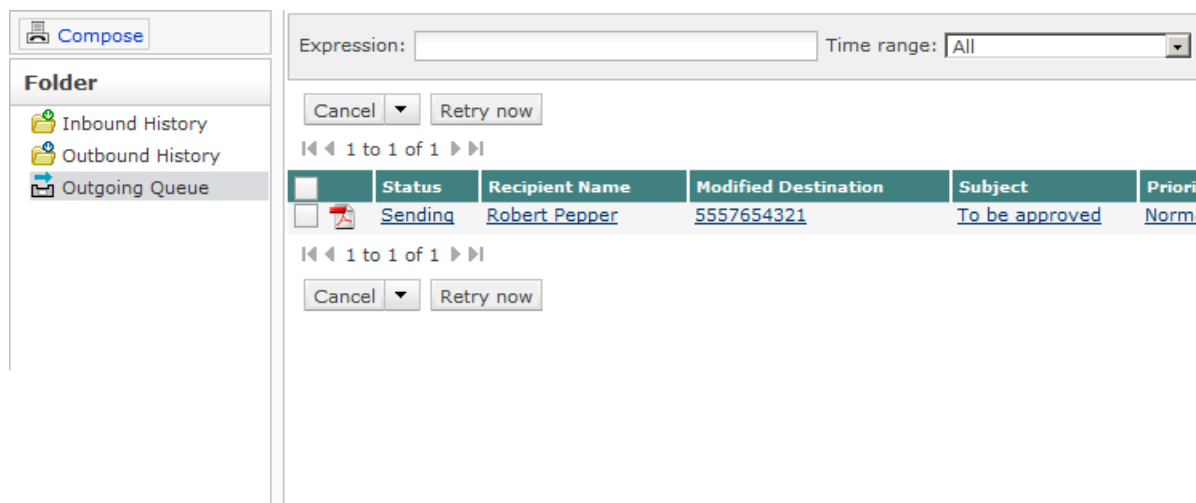 Compose
Folder
Inbound History
Outbound History
Outgoing Queue
Expression: Time range: All
Cancel Retry now
1 to 1 of 1
Status Recipient Name Modified Destination Subject Priori
Sending Robert Pepper 5557654321 To be approved Norma
1 to 1 of 1
Cancel Retry now